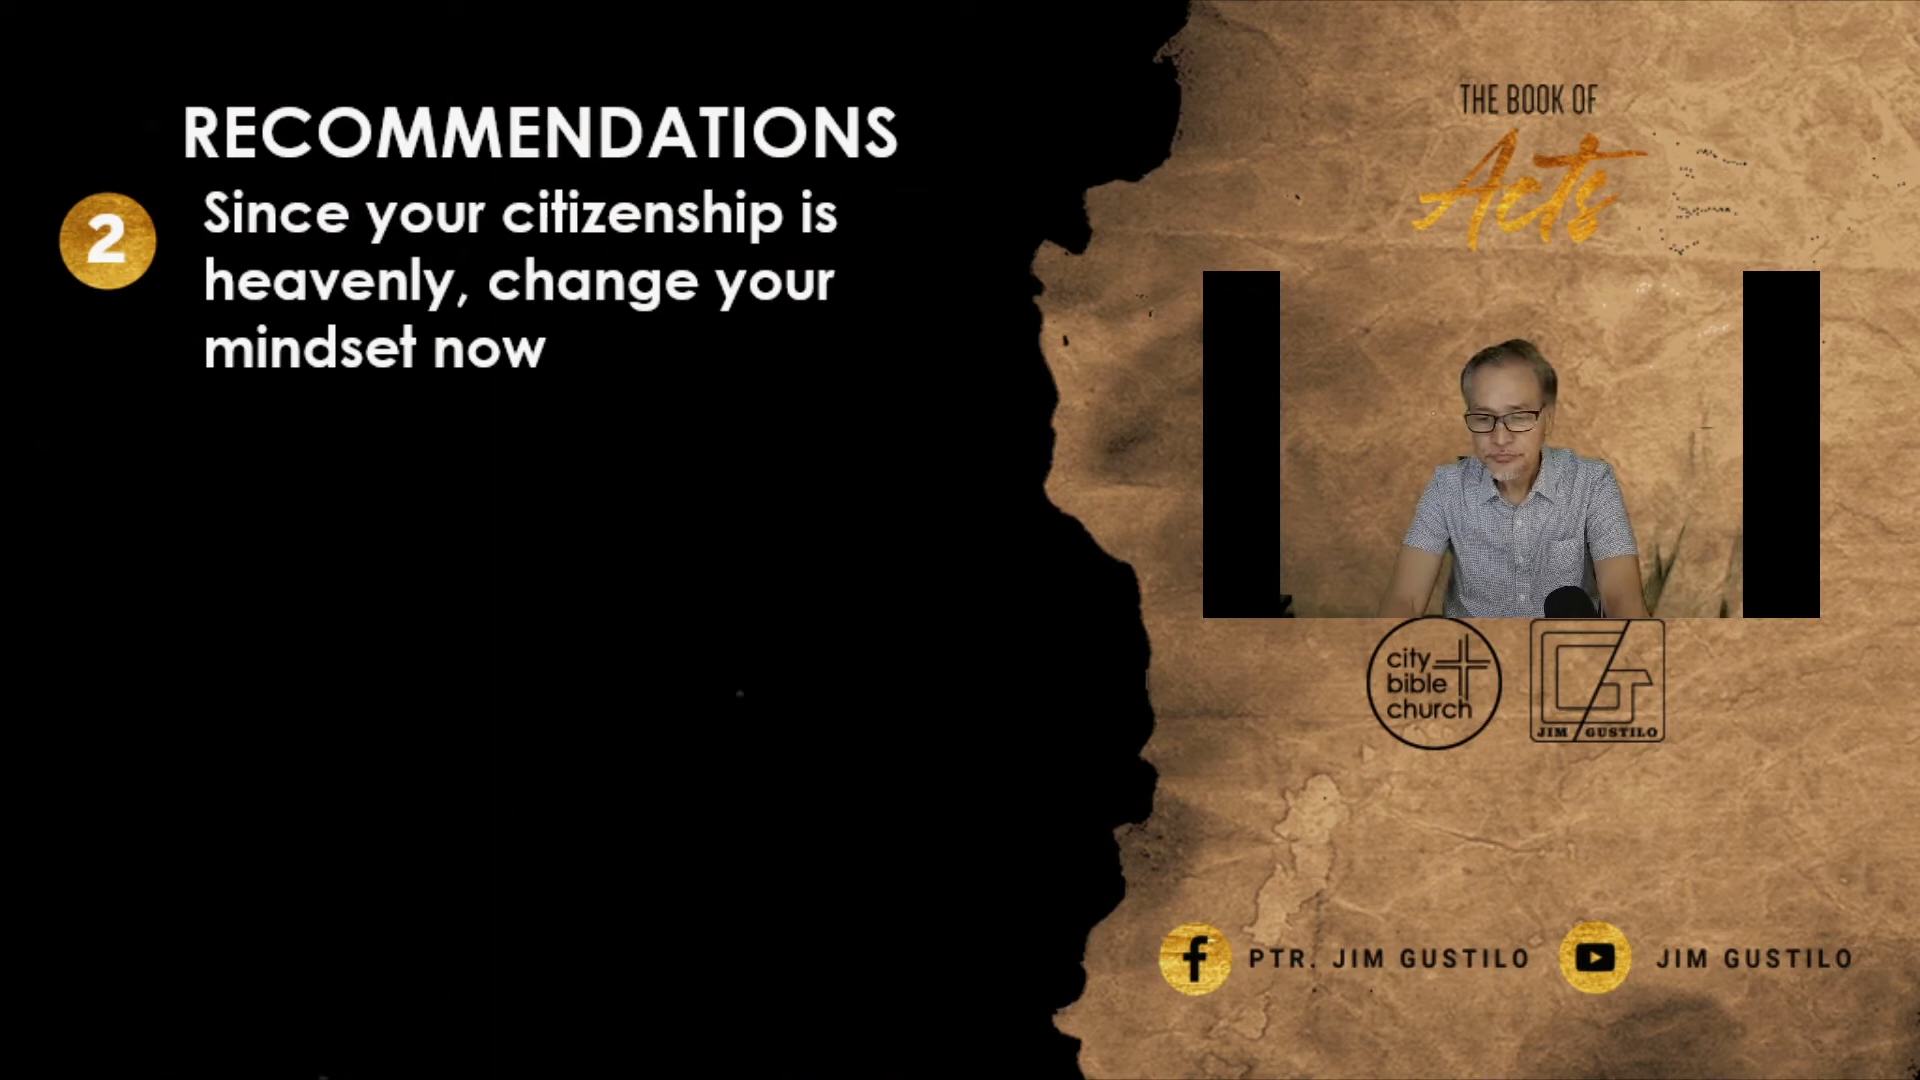 RECOMMENDATIONS
2
Since your citizenship is
heavenly, change your
mindset now
THE BOOK OF
Acts
city
bible
church
JIM GUSTILO
PTR. JIM GUSTILO
JIM GUSTILO